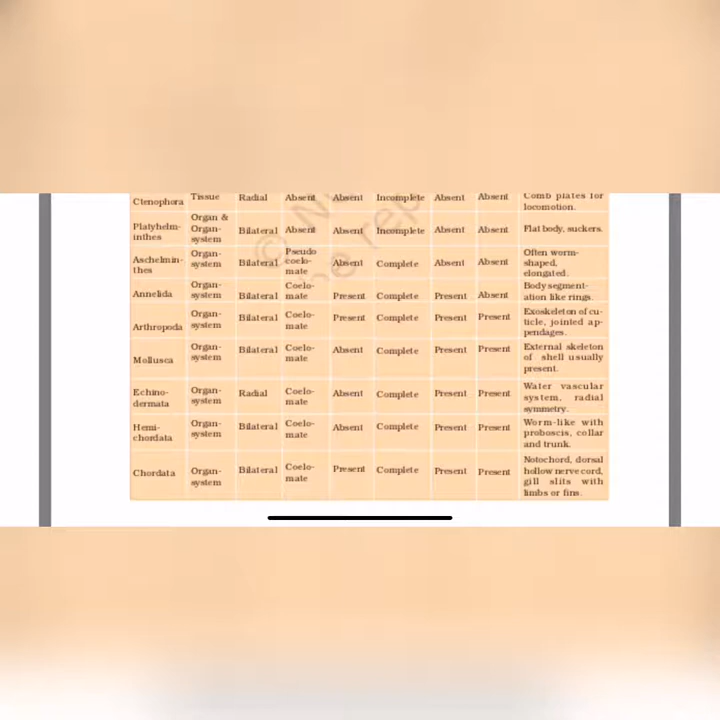 Ctenophora Tissue Radial Absent Absent Incomplete Absent Absent Comb plates for
locomotion.
Platyhelm-
inthes Organ &
Organ-
system Bilateral Absent Absent Incomplete Absent Absent Flat body, suckers.
Aschelmin-
thes Organ-
system Bilateral Pseudo
coelo-
mate Absent Complete Absent Absent Often worm-
shaped,
elongated.
Annelida Organ-
system Bilateral Coelo-
mate Present Complete Present Absent Body segment-
ation like rings.
Arthropoda Organ-
system Bilateral Coelo-
mate Present Complete Present Present Exoskeleton of cu-
ticle, jointed ap-
pendages.
Mollusca Organ-
system Bilateral Coelo-
mate Absent Complete Present Present External skeleton
of shell usually
present.
Echino-
dermata Organ-
system Radial Coelo-
mate Absent Complete Present Present Water vascular
system, radial
symmetry.
Hemi-
chordata Organ-
system Bilateral Coelo-
mate Absent Complete Present Present Worm-like with
proboscis, collar
and trunk.
Chordata Organ-
system Bilateral Coelo-
mate Present Complete Present Present Notochord, dorsal
hollow nerve cord,
gill slits with
limbs or fins.